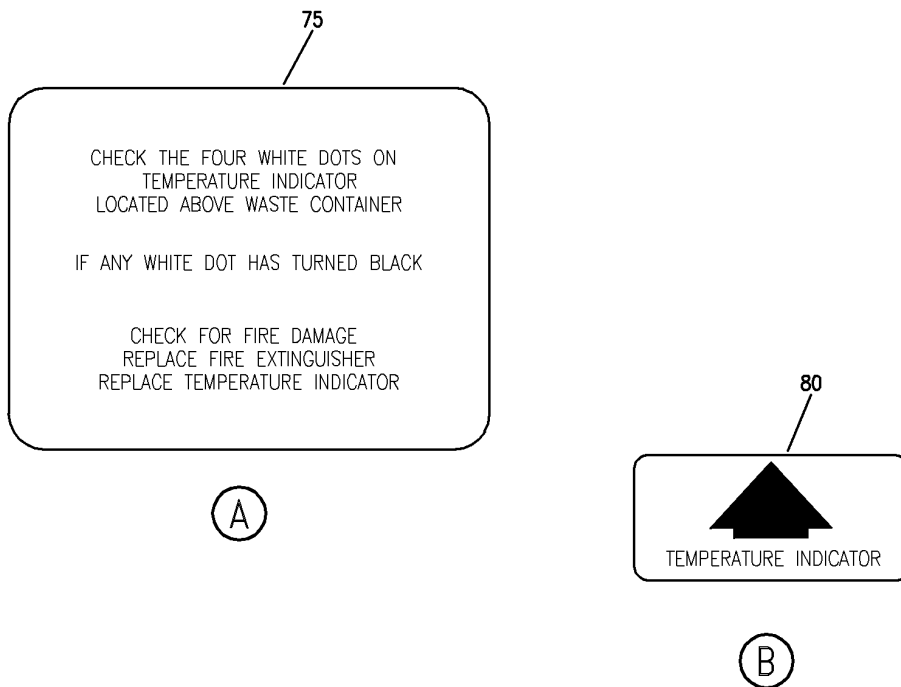 75
CHECK THE FOUR WHITE DOTS ON
TEMPERATURE INDICATOR
LOCATED ABOVE WASTE CONTAINER
IF ANY WHITE DOT HAS TURNED BLACK
CHECK FOR FIRE DAMAGE
REPLACE FIRE EXTINGUISHER
REPLACE TEMPERATURE INDICATOR
A
80
TEMPERATURE INDICATOR
B